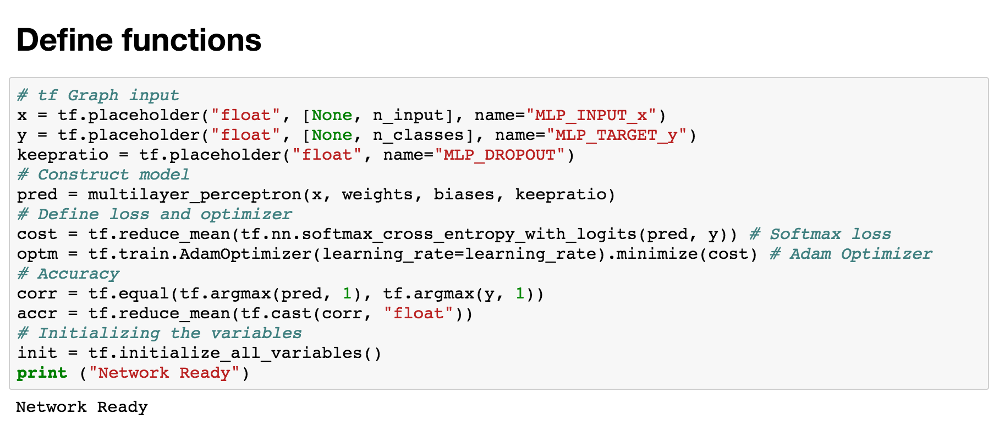 Define functions
# tf Graph input
x = tf.placeholder("float", [None, n_input], name="MLP_INPUT_x")
y = tf.placeholder("float", [None, n_classes], name="MLP_TARGET_y")
keepratio = tf.placeholder("float", name="MLP_DROPOUT")
# Construct model
pred = multilayer_perceptron(x, weights, biases, keepratio)
# Define loss and optimizer
cost = tf.reduce_mean(tf.nn.softmax_cross_entropy_with_logits(pred, y)) # Softmax loss
optm = tf.train.AdamOptimizer(learning_rate=learning_rate).minimize(cost) # Adam Optimizer
# Accuracy
corr = tf.equal(tf.argmax(pred, 1), tf.argmax(y, 1))
accr = tf.reduce_mean(tf.cast(corr, "float"))
# Initializing the variables
init = tf.initialize_all_variables()
print ("Network Ready")
Network Ready